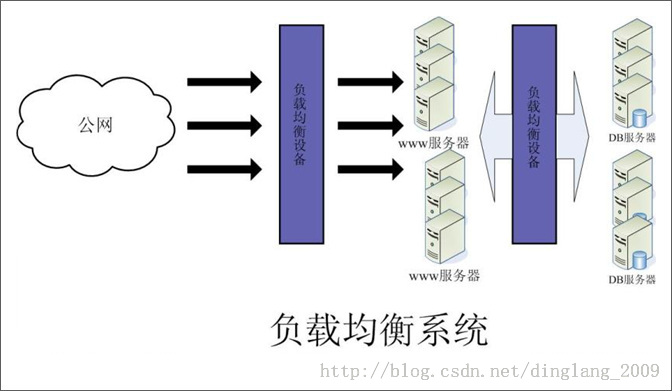 公网
负载均衡设备
www服务器
www服务器
负载均衡设备
DB服务器
DB服务器
负载均衡系统
http://blog.csdn.net/dinglang_2009